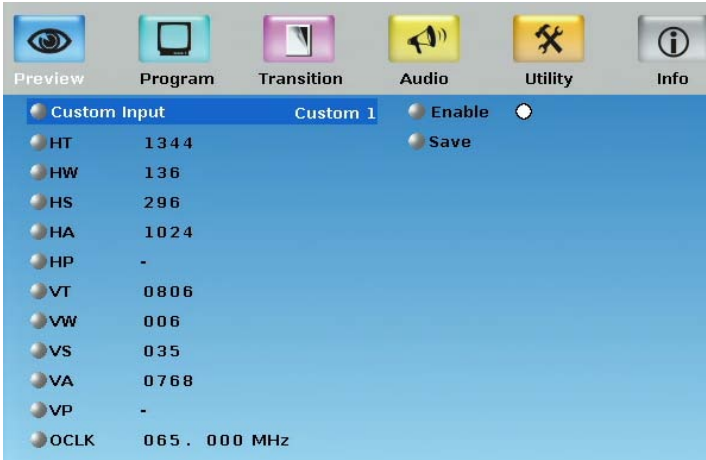 Preview Program Transition Audio Utility Info
Custom Input Custom 1 Enable
HT 1344 Save
HW 136
HS 296
HA 1024
HP -
VT 0806
VW 006
VS 035
VA 0768
VP -
OCLK 065. 000 MHz